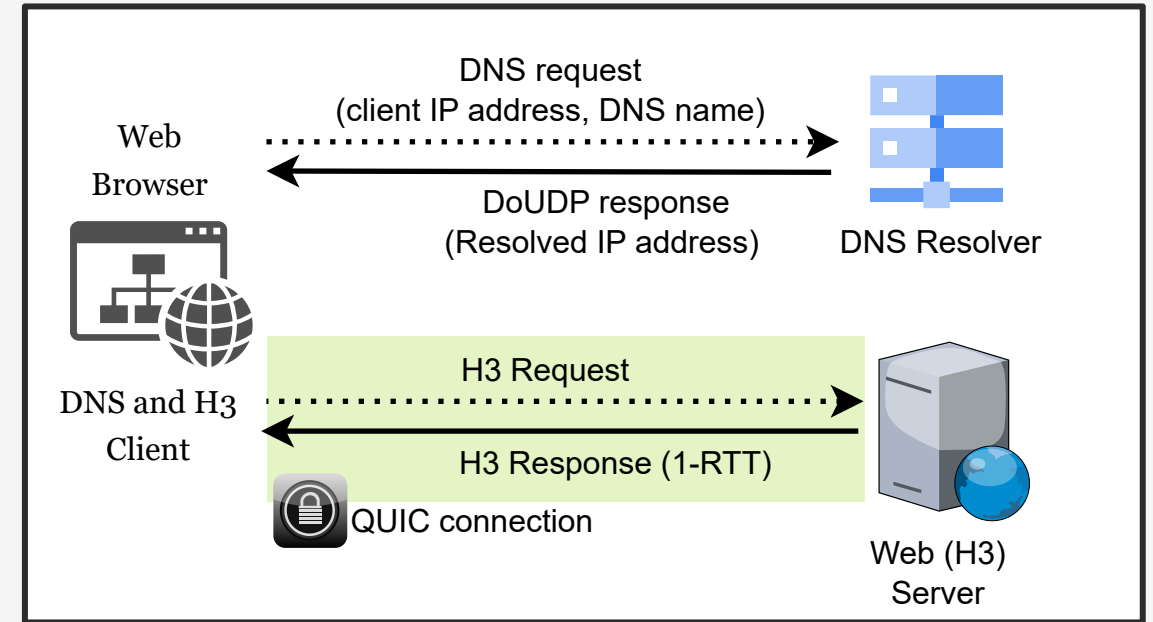 DNS request
(client IP address, DNS name)
Web
Browser
DoUDP response
(Resolved IP address)
DNS Resolver
H3 Request
DNS and H3
Client
H3 Response (1-RTT)
QUIC connection
Web (H3)
Server